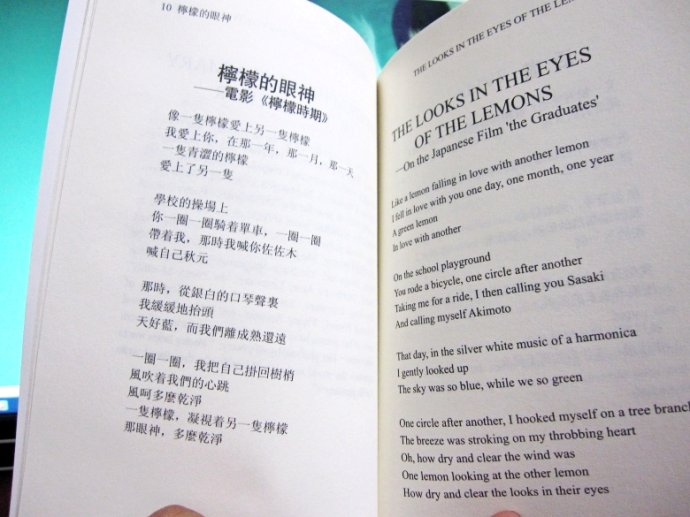 10 檸檬的眼神
檸檬的眼神
——電影《檸檬時期》
像一隻檸檬愛上另一隻檸檬
我愛上你，在那一年，那一月，那一天
一隻青澀的檸檬
愛上了另一隻
學校的操場上
你一圈一圈騎着單車，一圈一圈
帶着我，那時我喊你佐佐木
喊自己秋元
那時，從銀白的口琴聲裏
我緩緩地抬頭
天好藍，而我們離成熟還遠
一圈一圈，我把自己掛回樹梢
風吹着我們的心跳
風呵多麼乾淨
一隻檸檬，凝視着另一隻檸檬
那眼神，多麼乾淨
THE LOOKS IN THE EYES OF THE LEMO
THE LOOKS IN THE EYES
OF THE LEMONS
—On the Japanese Film 'the Graduates'
Like a lemon falling in love with another lemon
I fell in love with you one day, one month, one year
A green lemon
In love with another
On the school playground
You rode a bicycle, one circle after another
Taking me for a ride, I then calling you Sasaki
And calling myself Akimoto
That day, in the silver white music of a harmonica
I gently looked up
The sky was so blue, while we so green
One circle after another, I hooked myself on a tree branch
The breeze was stroking on my throbbing heart
Oh, how dry and clear the wind was
One lemon looking at the other lemon
How dry and clear the looks in their eyes